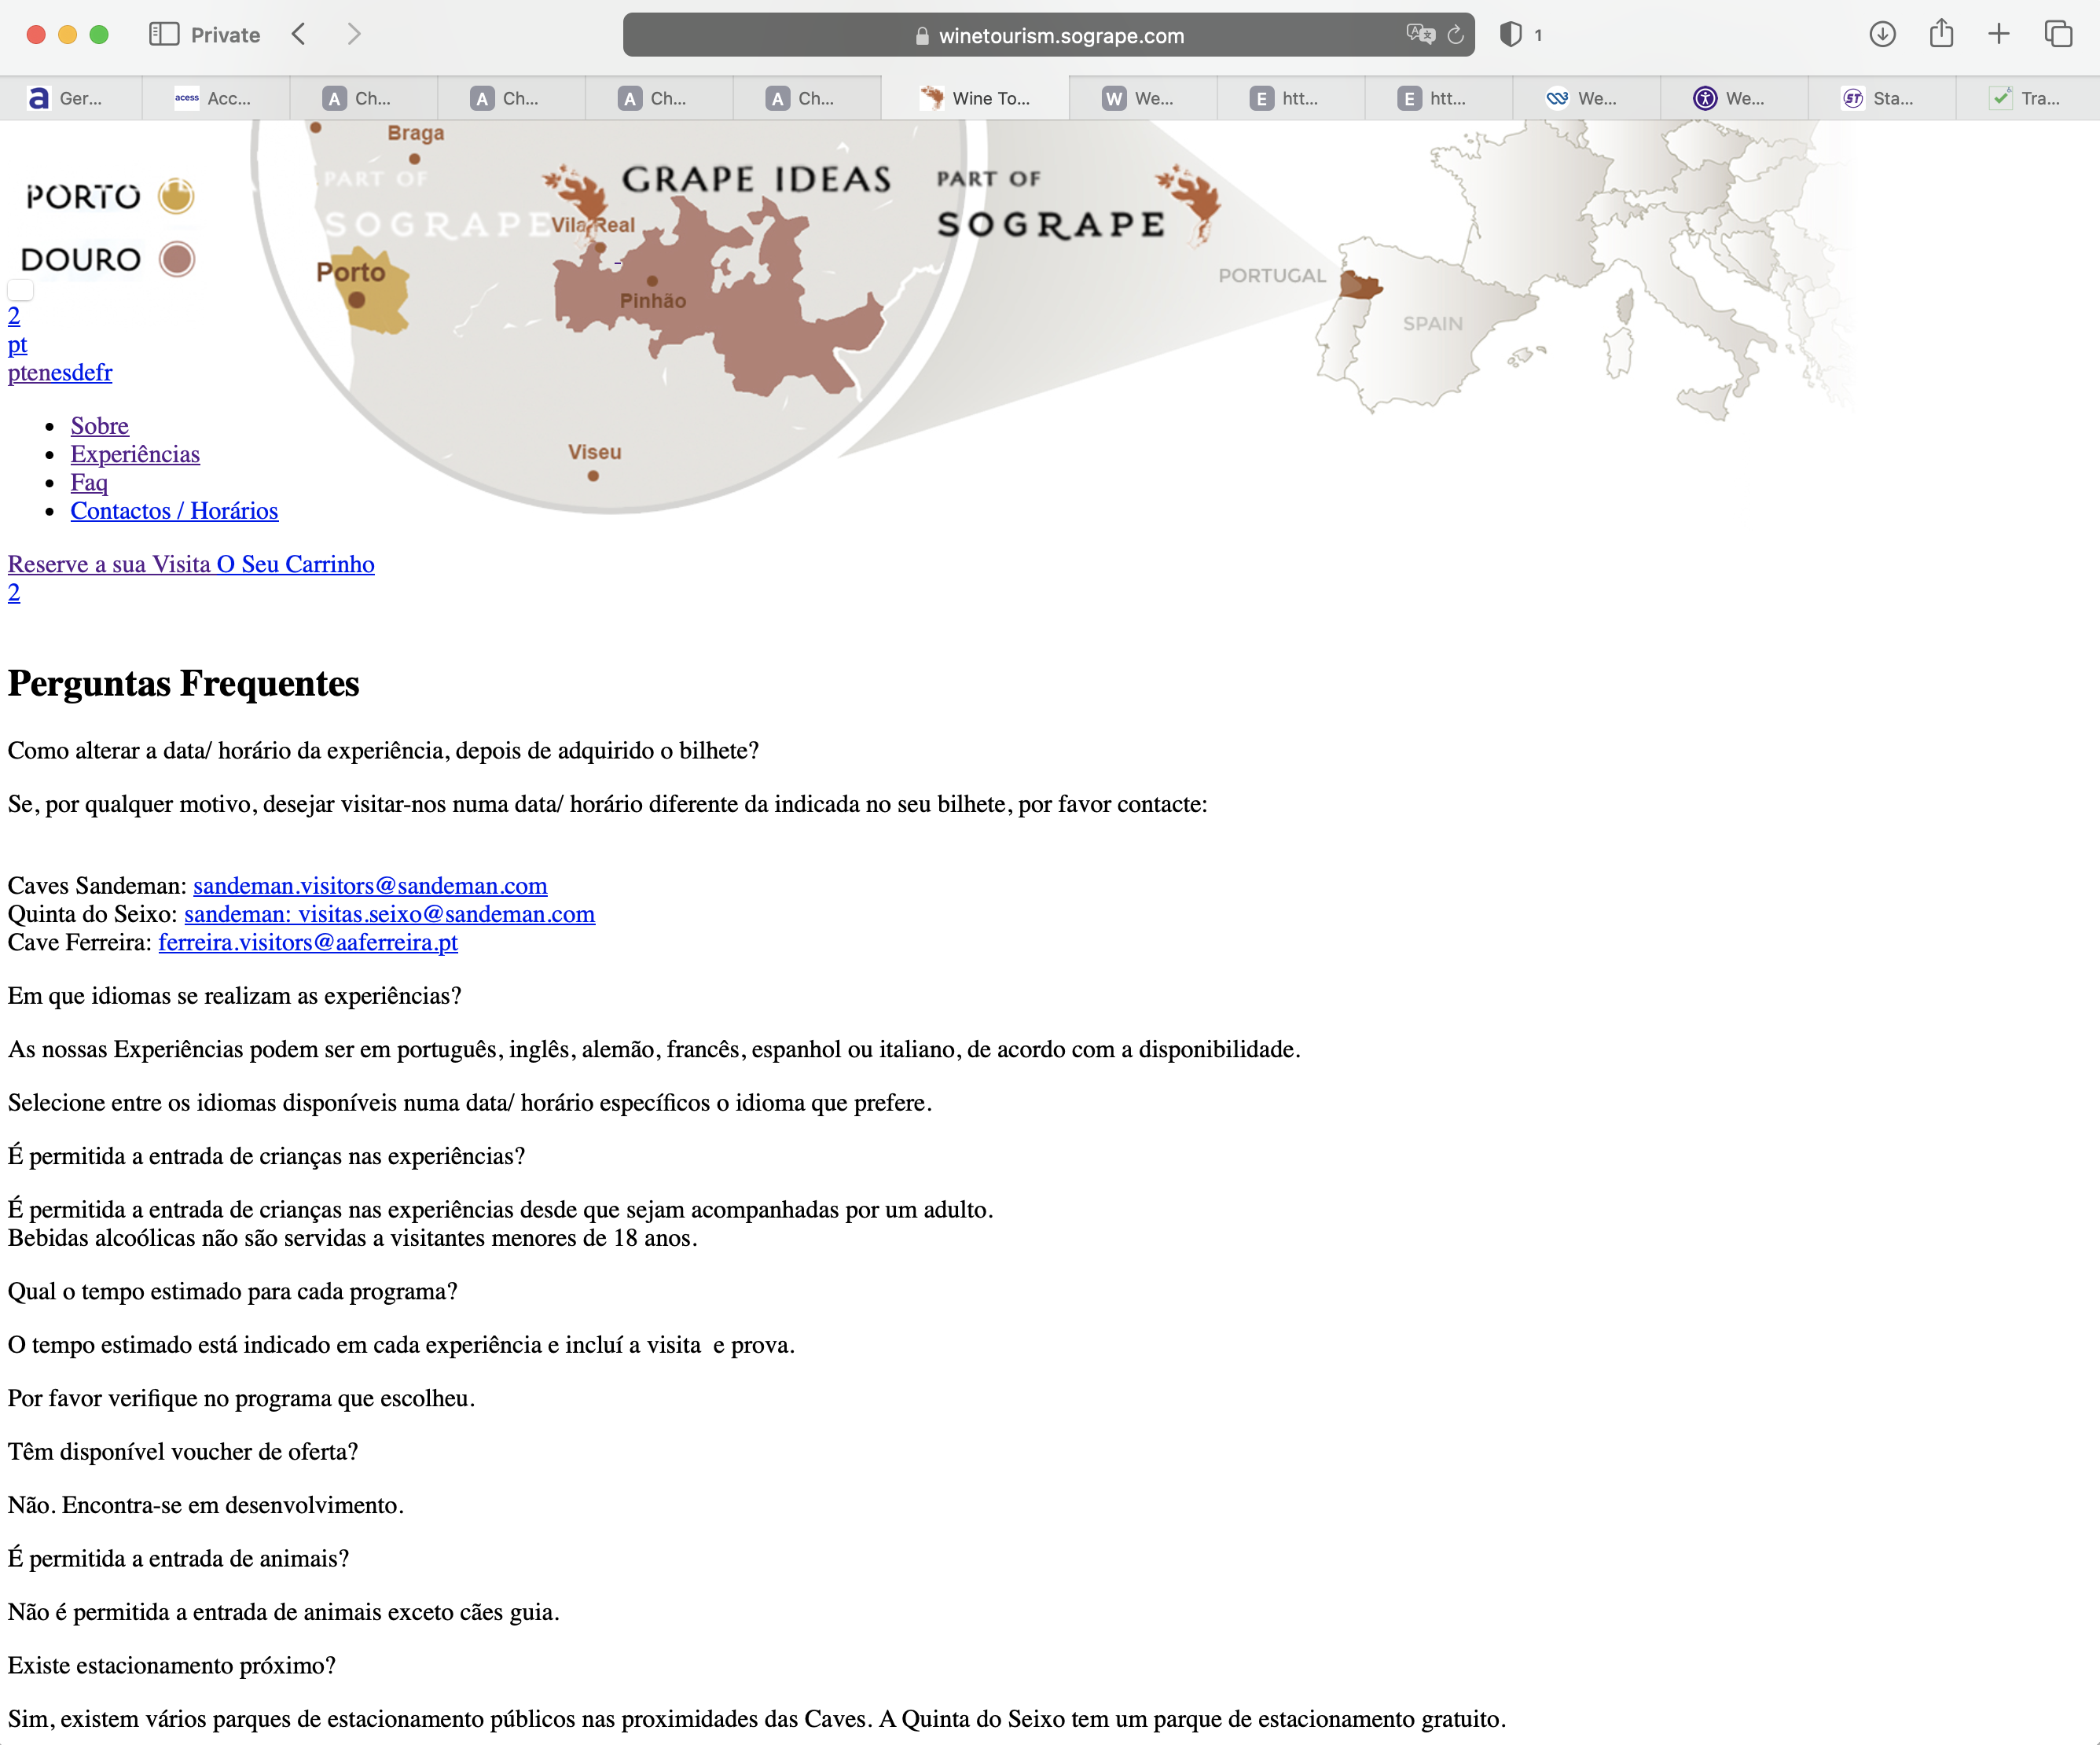 Private
winetourism.sogrape.com
1
Ger...
acess Acc...
A Ch...
A Ch...
A Ch...
A Ch...
Wine To...
W We...
E htt...
E htt...
We...
We...
ST Sta...
Tra...
Braga
PORTO
DOURO
PART OF
SOGRAPE
GRAPE IDEAS
Vila Real
Porto
Pinhão
Viseu
PART OF
SOGRAPE
PORTUGAL
SPAIN
2
pt
ptenesdefr
Sobre
Experiências
Faq
Contactos / Horários
Reserve a sua Visita O Seu Carrinho
2
Perguntas Frequentes
Como alterar a data/ horário da experiência, depois de adquirido o bilhete?
Se, por qualquer motivo, desejar visitar-nos numa data/ horário diferente da indicada no seu bilhete, por favor contacte:
Caves Sandeman: sandeman.visitors@sandeman.com
Quinta do Seixo: sandeman: visitas.seixo@sandeman.com
Cave Ferreira: ferreira.visitors@aaferreira.pt
Em que idiomas se realizam as experiências?
As nossas Experiências podem ser em português, inglês, alemão, francês, espanhol ou italiano, de acordo com a disponibilidade.
Selecione entre os idiomas disponíveis numa data/ horário específicos o idioma que prefere.
É permitida a entrada de crianças nas experiências?
É permitida a entrada de crianças nas experiências desde que sejam acompanhadas por um adulto.
Bebidas alcoólicas não são servidas a visitantes menores de 18 anos.
Qual o tempo estimado para cada programa?
O tempo estimado está indicado em cada experiência e incluí a visita  e prova.
Por favor verifique no programa que escolheu.
Têm disponível voucher de oferta?
Não. Encontra-se em desenvolvimento.
É permitida a entrada de animais?
Não é permitida a entrada de animais exceto cães guia.
Existe estacionamento próximo?
Sim, existem vários parques de estacionamento públicos nas proximidades das Caves. A Quinta do Seixo tem um parque de estacionamento gratuito.